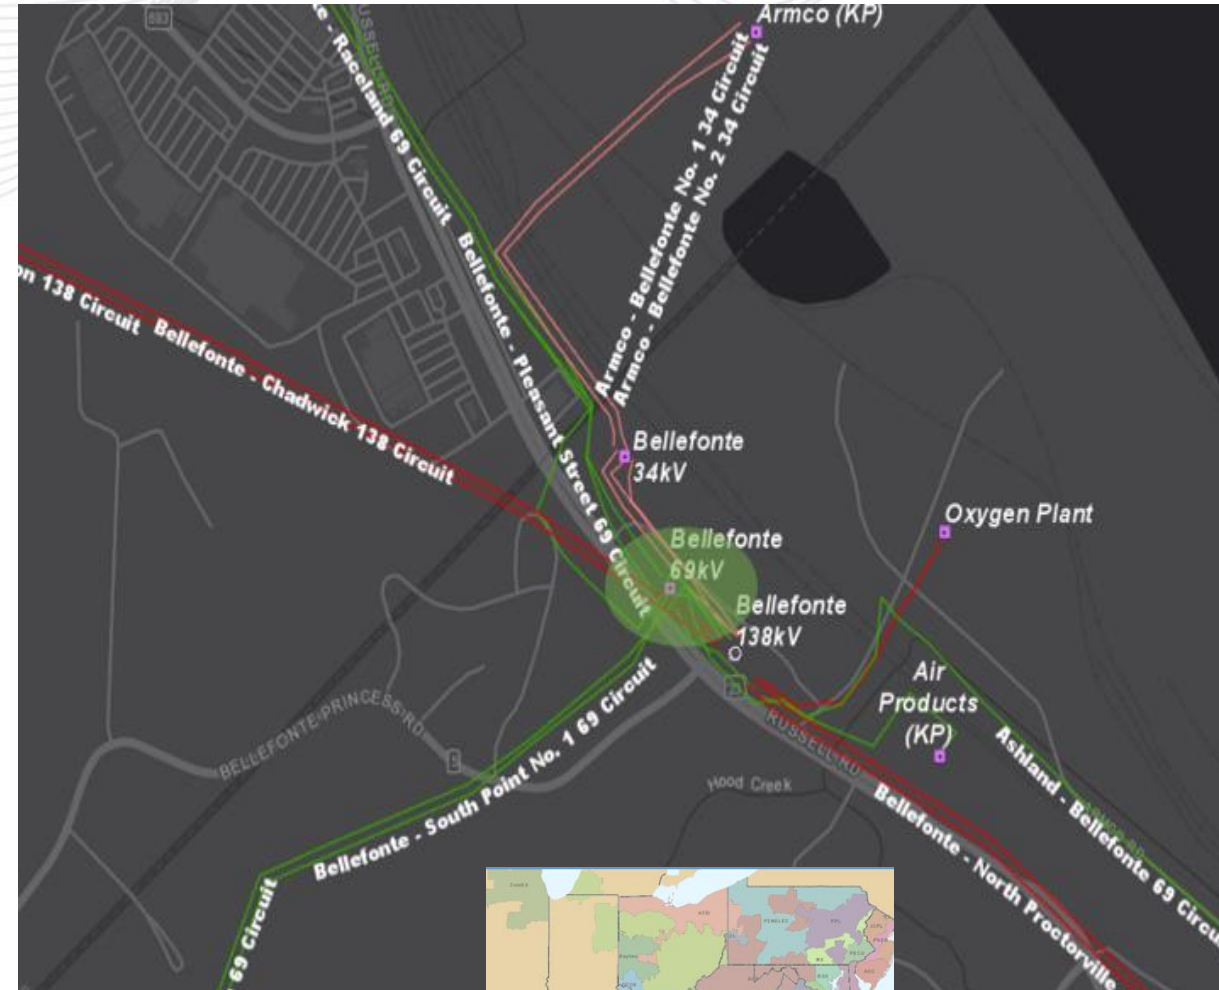 Armco (KP)
693
te - Raceland 69 Circuit
Bellefonte - Pleasant Street 69 Circuit
Armco - Bellefonte No. 1 34 Circuit
Armco - Bellefonte No. 2 34 Circuit
on 138 Circuit
Bellefonte - Chadwick 138 Circuit
Bellefonte
34kV
Oxygen Plant
Bellefonte
69kV
Bellefonte
138kV
Air
Products
(KP)
BELLEFONTE PRINCESS RD
RUSSELL RD
Hood Creek
Bellefonte - South Point No. 1 69 Circuit
Ashland - Bellefonte 69 Circu
Bellefonte - North Proctorville
69 Circuit